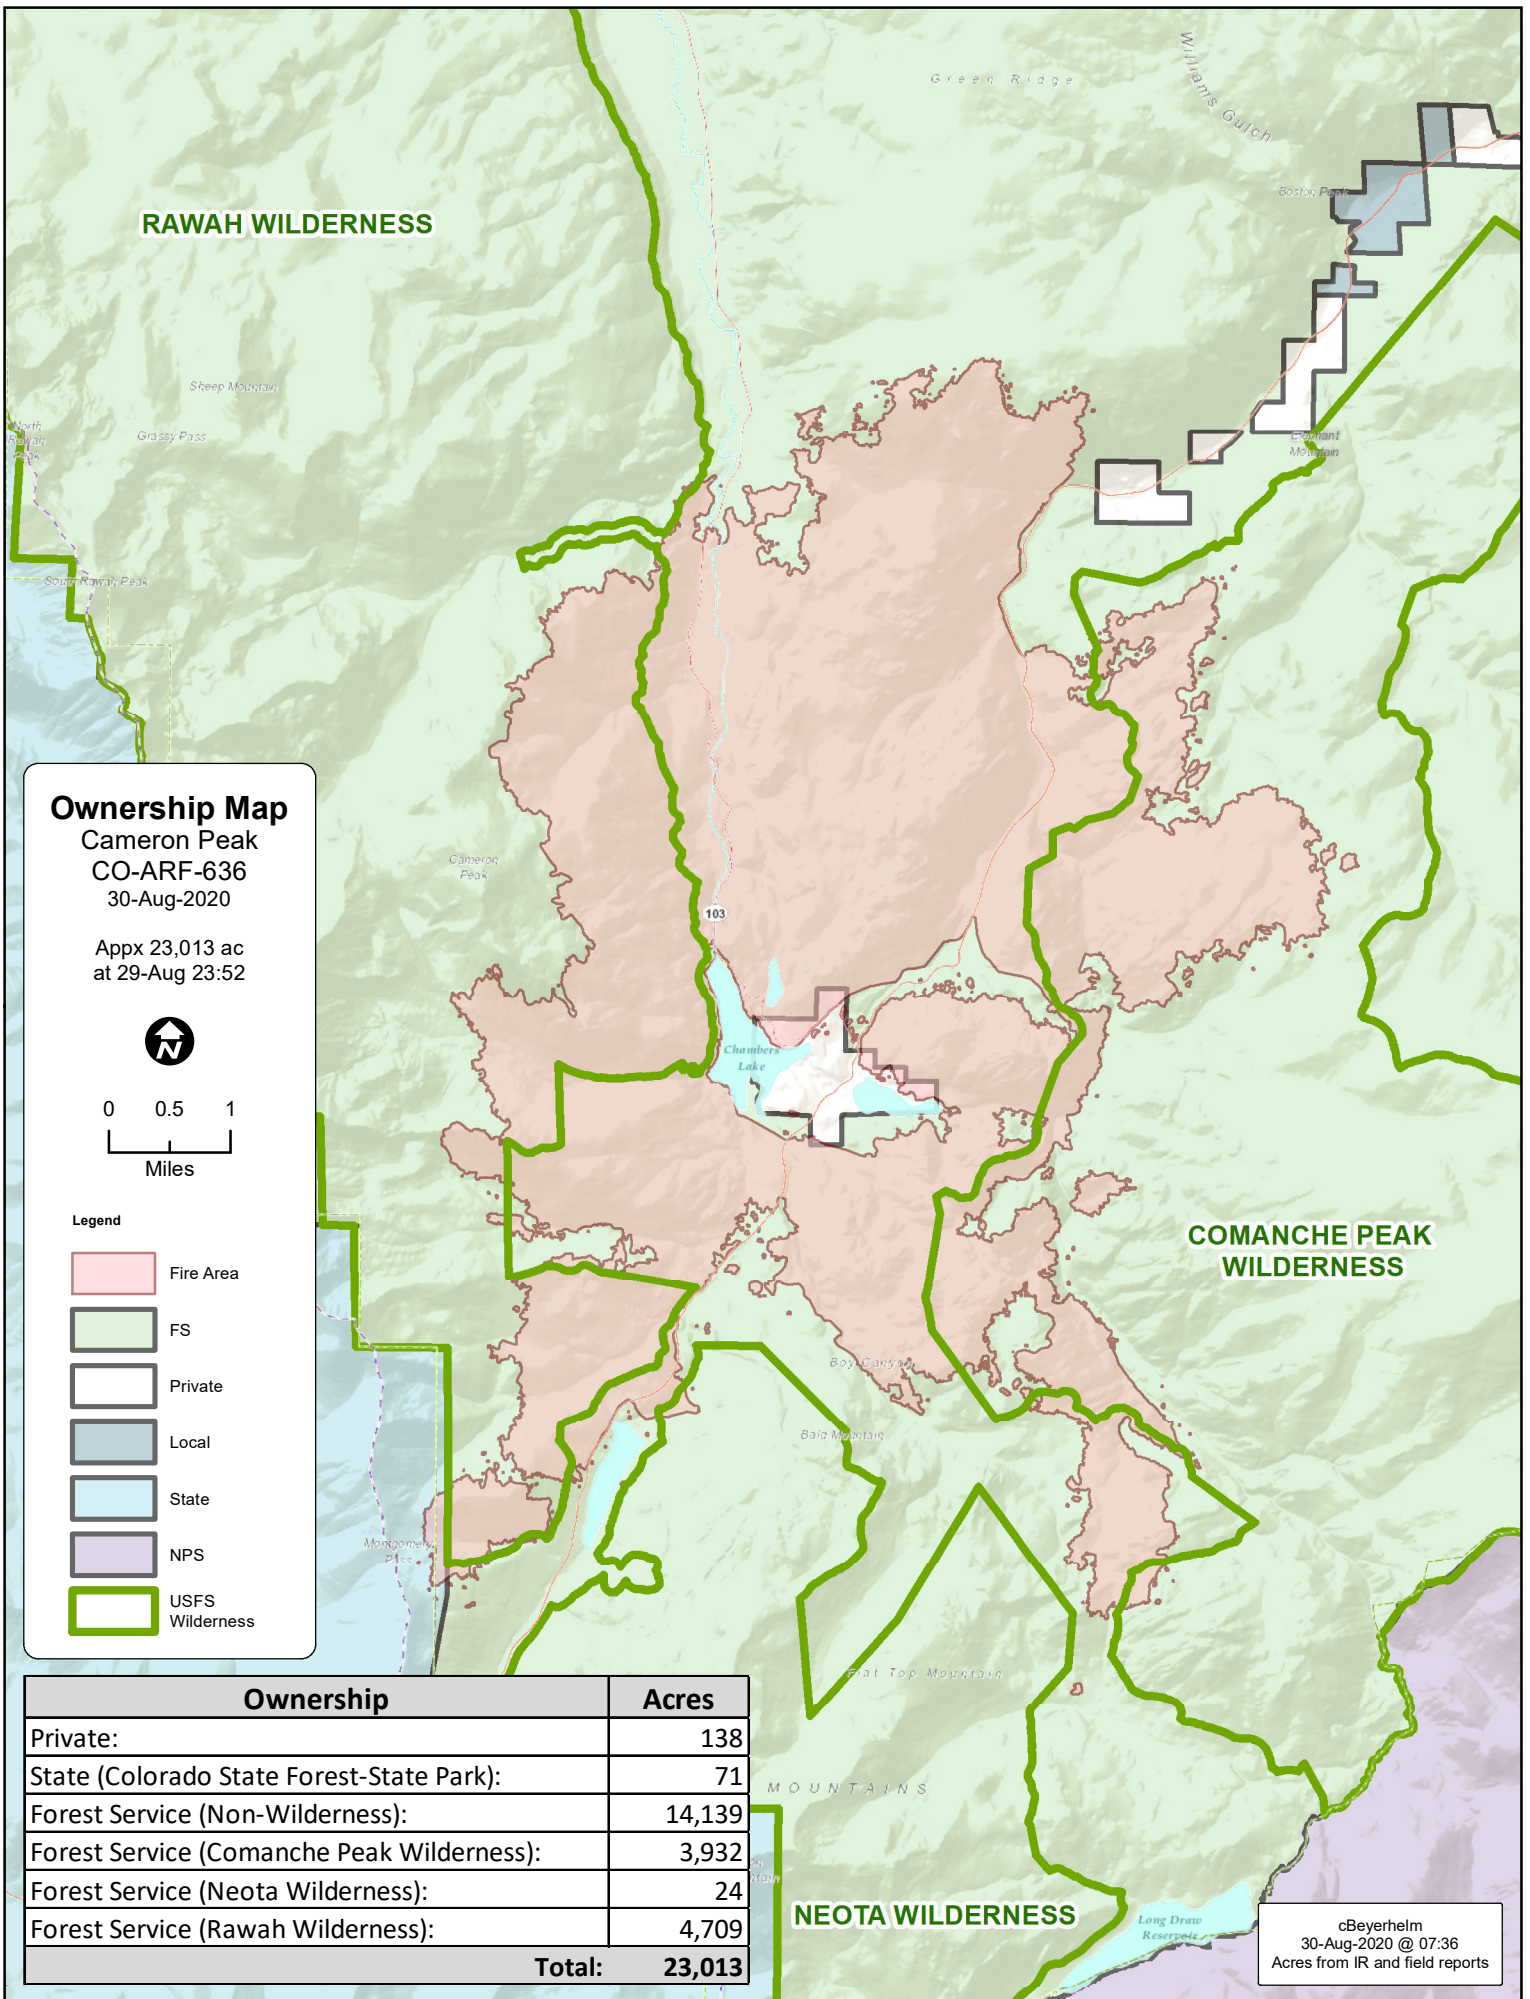 Green Ridge
Williams Gulch
Boston Peak
RAWAH WILDERNESS
Sheep Mountain
Grassy Pass
North
Rawah
Peak
Elephant
Mountain
South Rawah Peak
Ownership Map
Cameron Peak
CO-ARF-636
30-Aug-2020
Appx 23,013 ac
at 29-Aug 23:52
N
0 0.5 1
Miles
Legend
Fire Area
FS
Private
Local
State
NPS
USFS
Wilderness
Cameron
Peak
103
Chambers
Lake
COMANCHE PEAK
WILDERNESS
Boy Canyon
Bald Mountain
Montgomery
Pass
Flat Top Mountain
MOUNTAINS
NEOTA WILDERNESS
Long Draw
Reservoir
Ownership Acres
Private: 138
State (Colorado State Forest-State Park): 71
Forest Service (Non-Wilderness): 14,139
Forest Service (Comanche Peak Wilderness): 3,932
Forest Service (Neota Wilderness): 24
Forest Service (Rawah Wilderness): 4,709
Total: 23,013
cBeyerhelm
30-Aug-2020 @ 07:36
Acres from IR and field reports